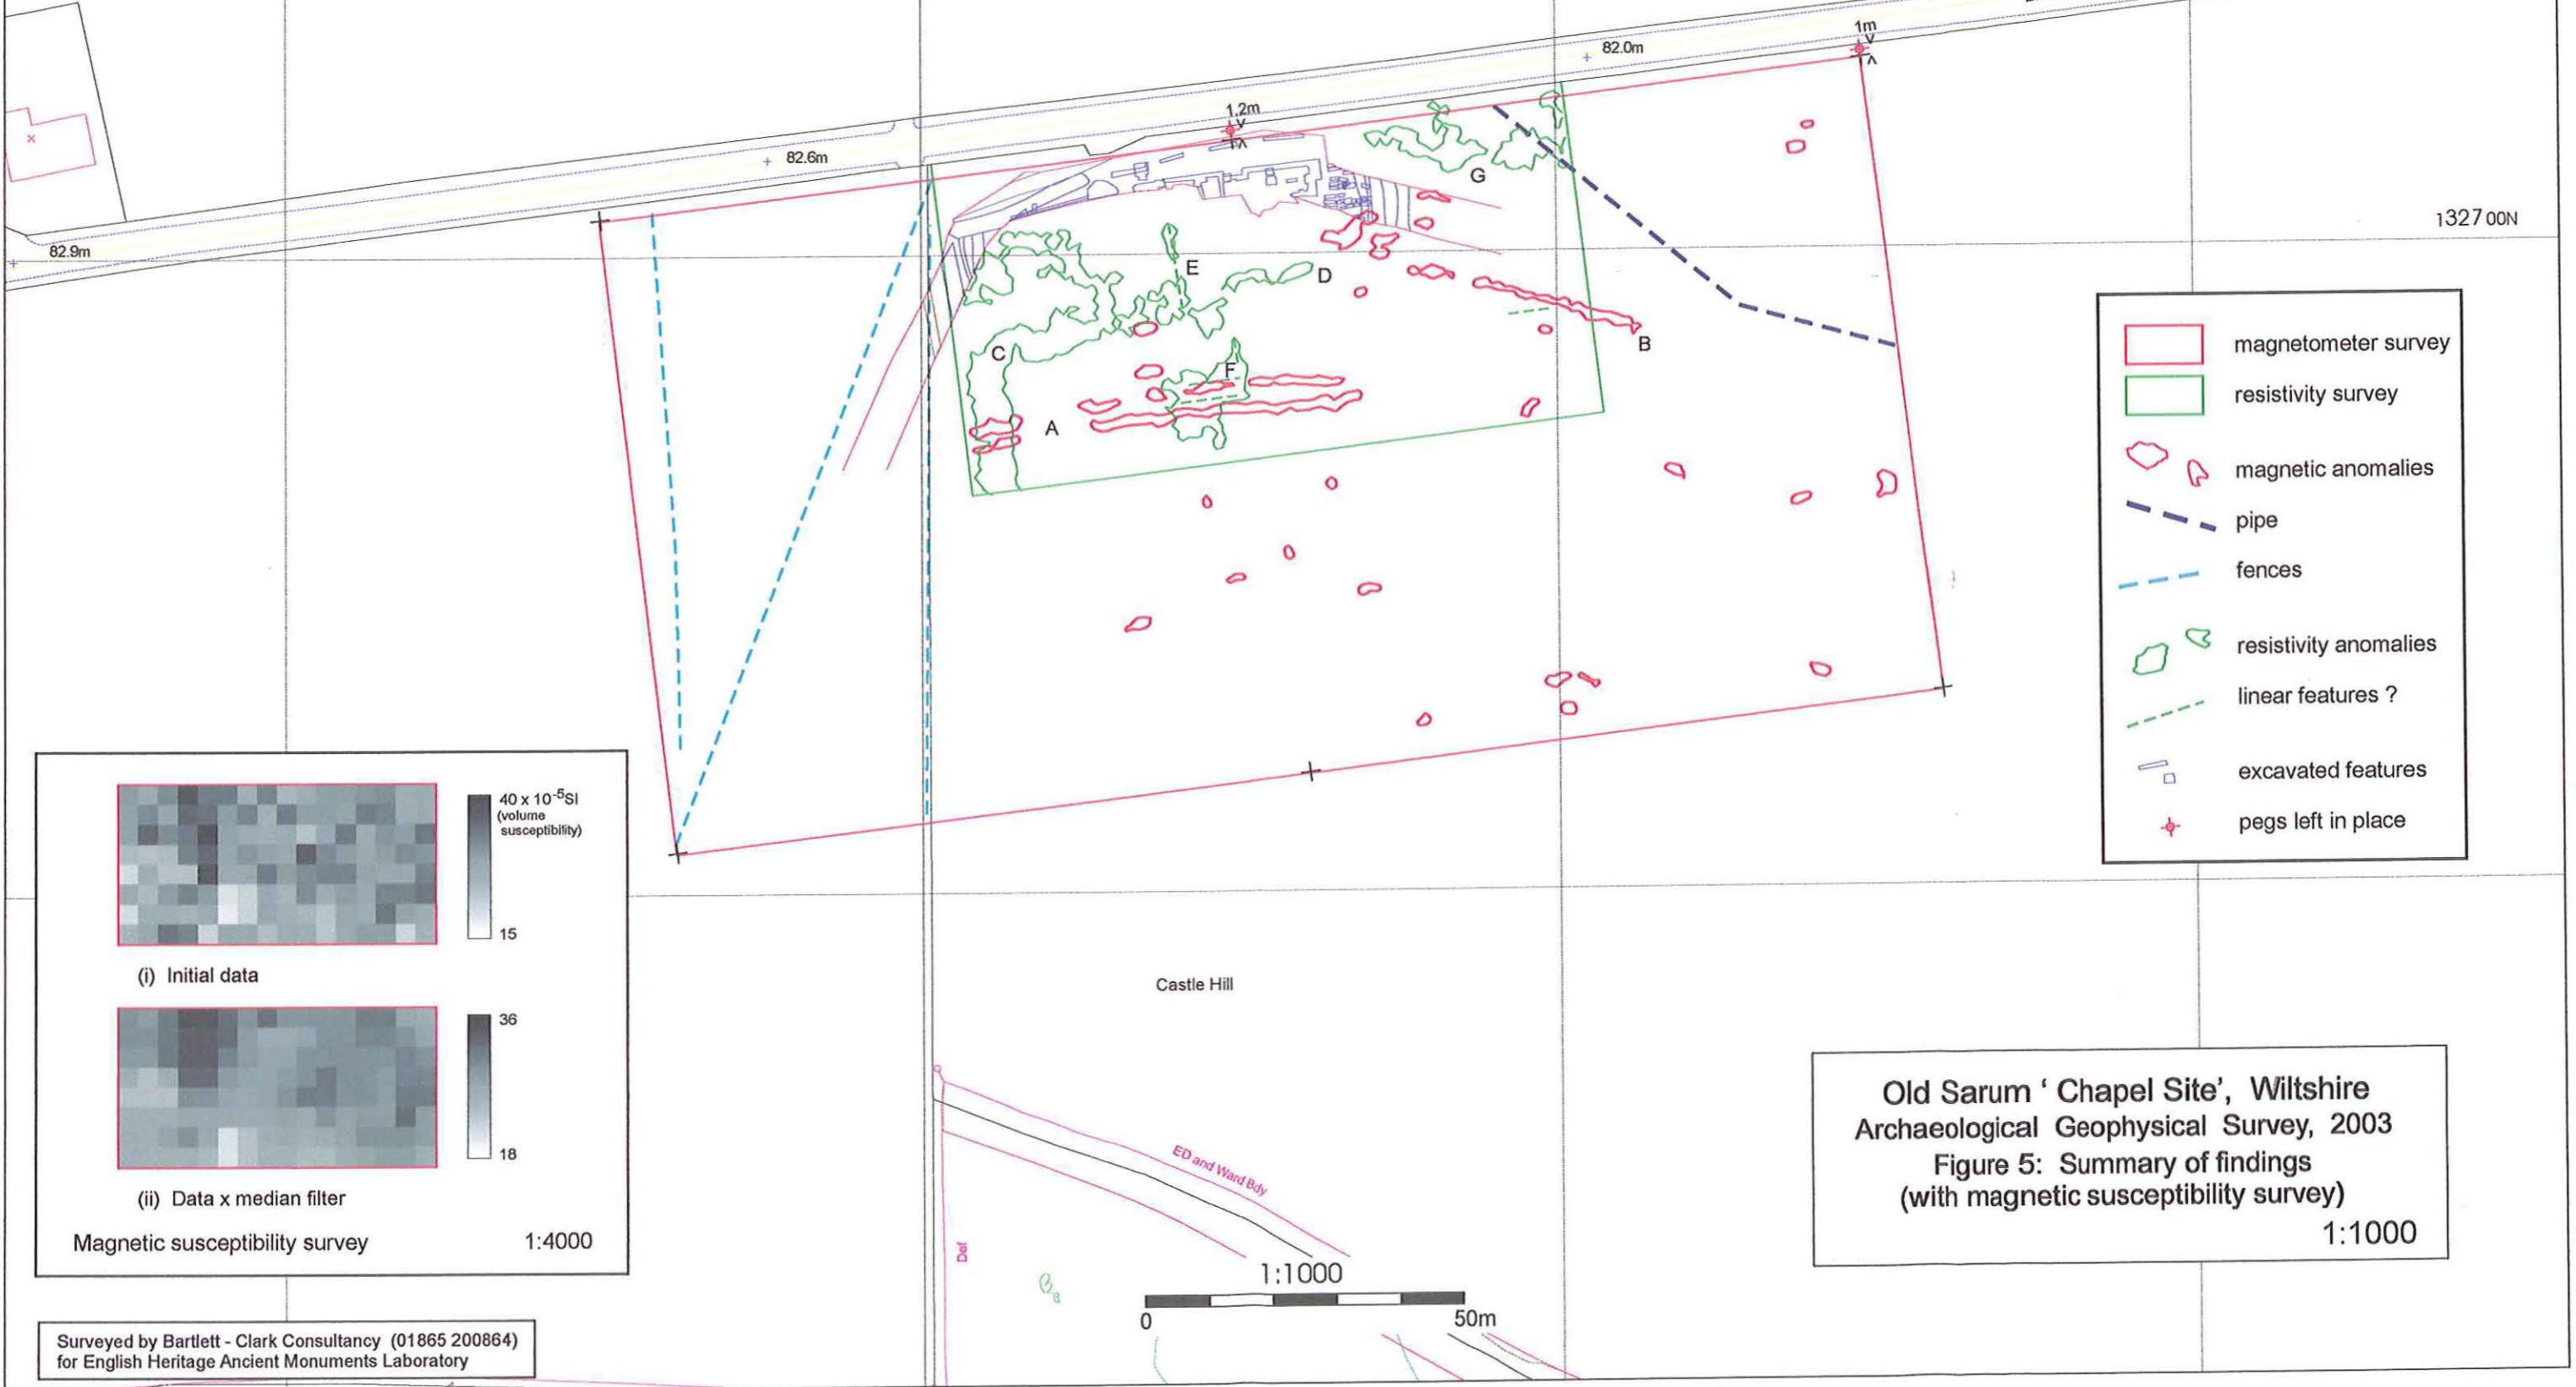 1m
82.0m
1.2m
82.6m
82.9m
132700N
G
E
D
B
C
F
A
magnetometer survey
resistivity survey
magnetic anomalies
pipe
fences
resistivity anomalies
linear features ?
excavated features
pegs left in place
40 x 10-5SI
(volume
susceptibility)
15
(i) Initial data
36
18
(ii) Data x median filter
Magnetic susceptibility survey 1:4000
Castle Hill
ED and Ward Bdy
Def
1:1000
0 50m
Old Sarum ‘ Chapel Site’, Wiltshire
Archaeological Geophysical Survey, 2003
Figure 5: Summary of findings
(with magnetic susceptibility survey)
1:1000
Surveyed by Bartlett - Clark Consultancy (01865 200864)
for English Heritage Ancient Monuments Laboratory